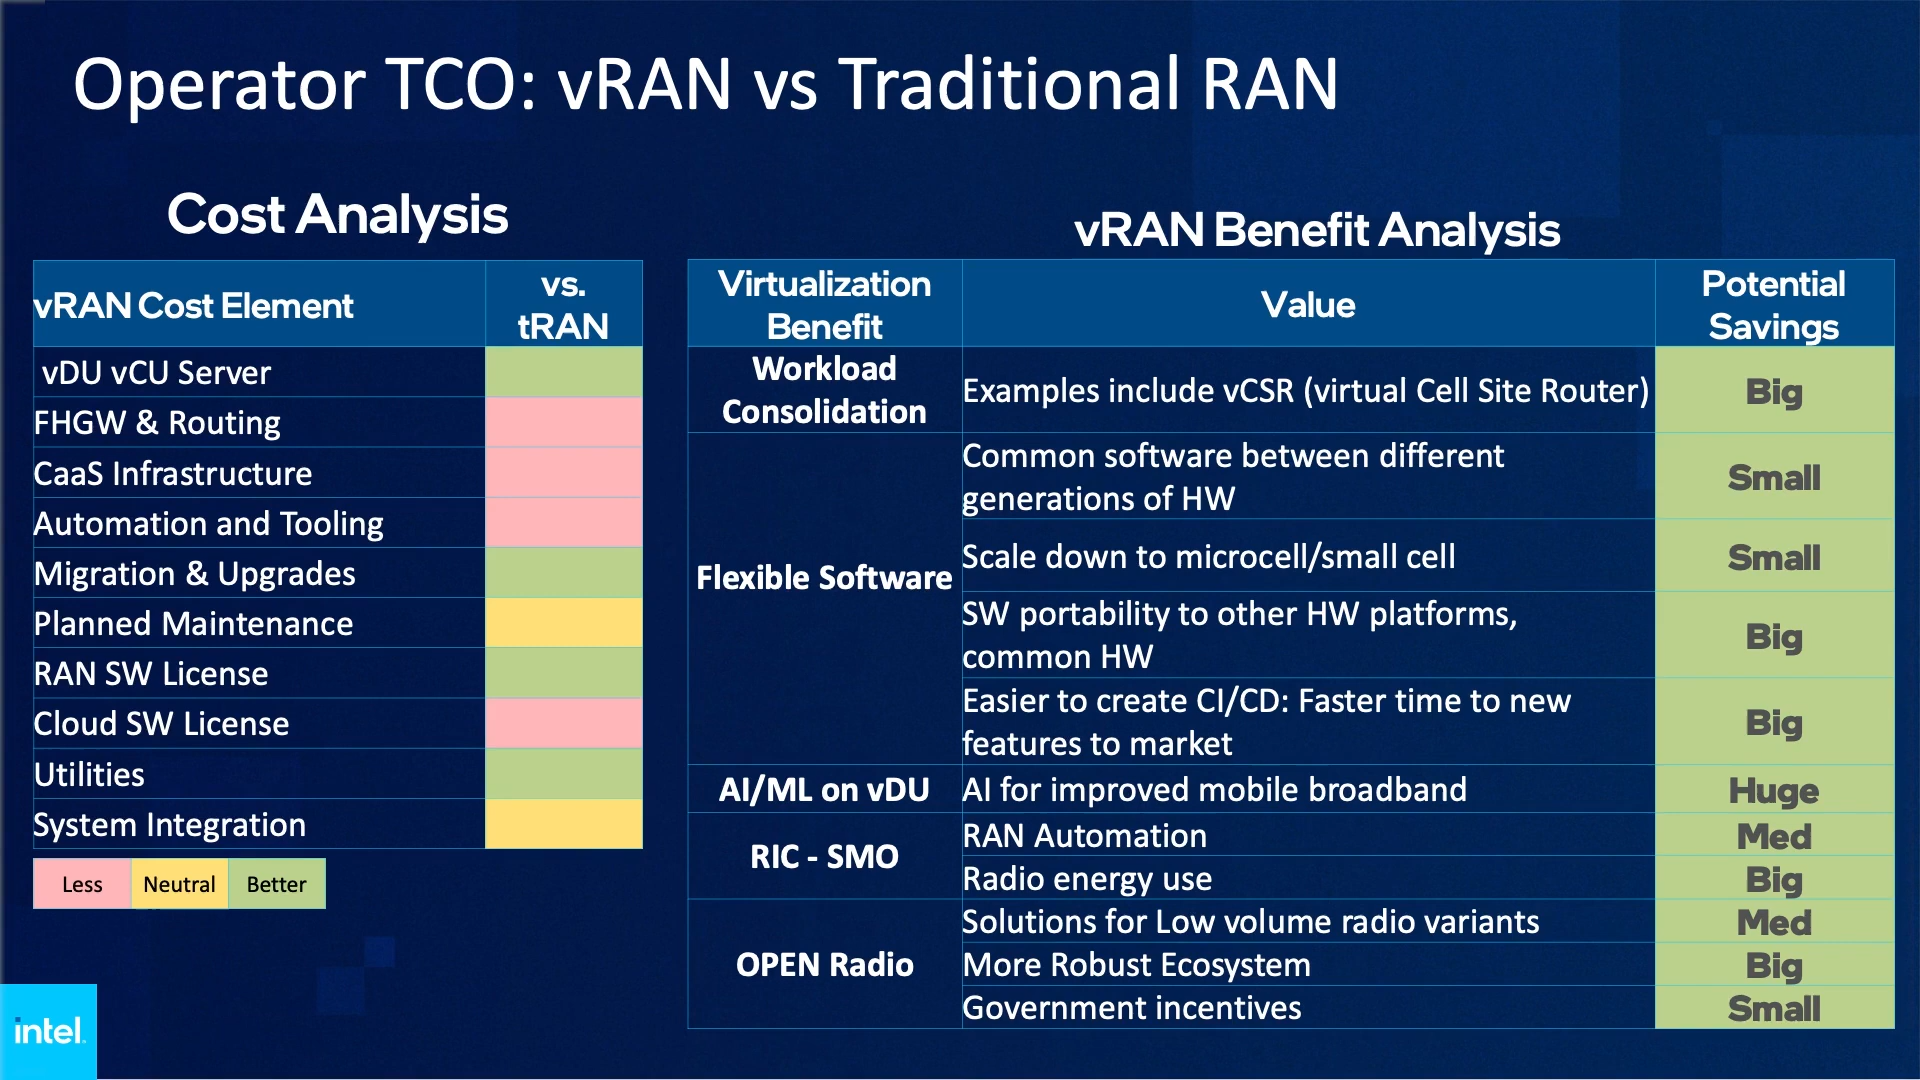 Operator TCO: vRAN vs Traditional RAN
Cost Analysis
vRAN Cost Element
vs.
tRAN
vDU vCU Server
FHGW & Routing
CaaS Infrastructure
Automation and Tooling
Migration & Upgrades
Planned Maintenance
RAN SW License
Cloud SW License
Utilities
System Integration
Less
Neutral
Better
vRAN Benefit Analysis
Virtualization
Benefit
Value
Potential
Savings
Workload
Consolidation
Examples include vCSR (virtual Cell Site Router)
Big
Flexible Software
Common software between different
generations of HW
Small
Scale down to microcell/small cell
Small
SW portability to other HW platforms,
common HW
Big
Easier to create CI/CD: Faster time to new
features to market
Big
AI/ML on vDU
AI for improved mobile broadband
Huge
RIC - SMO
RAN Automation
Med
Radio energy use
Big
OPEN Radio
Solutions for Low volume radio variants
Med
More Robust Ecosystem
Big
Government incentives
Small
intel.